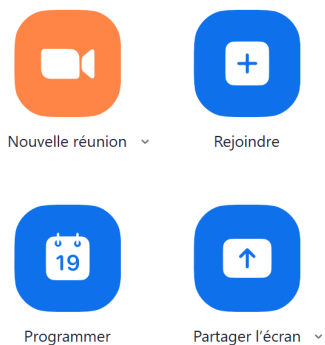 Nouvelle réunion
Rejoindre
19
Programmer
Partager l’écran